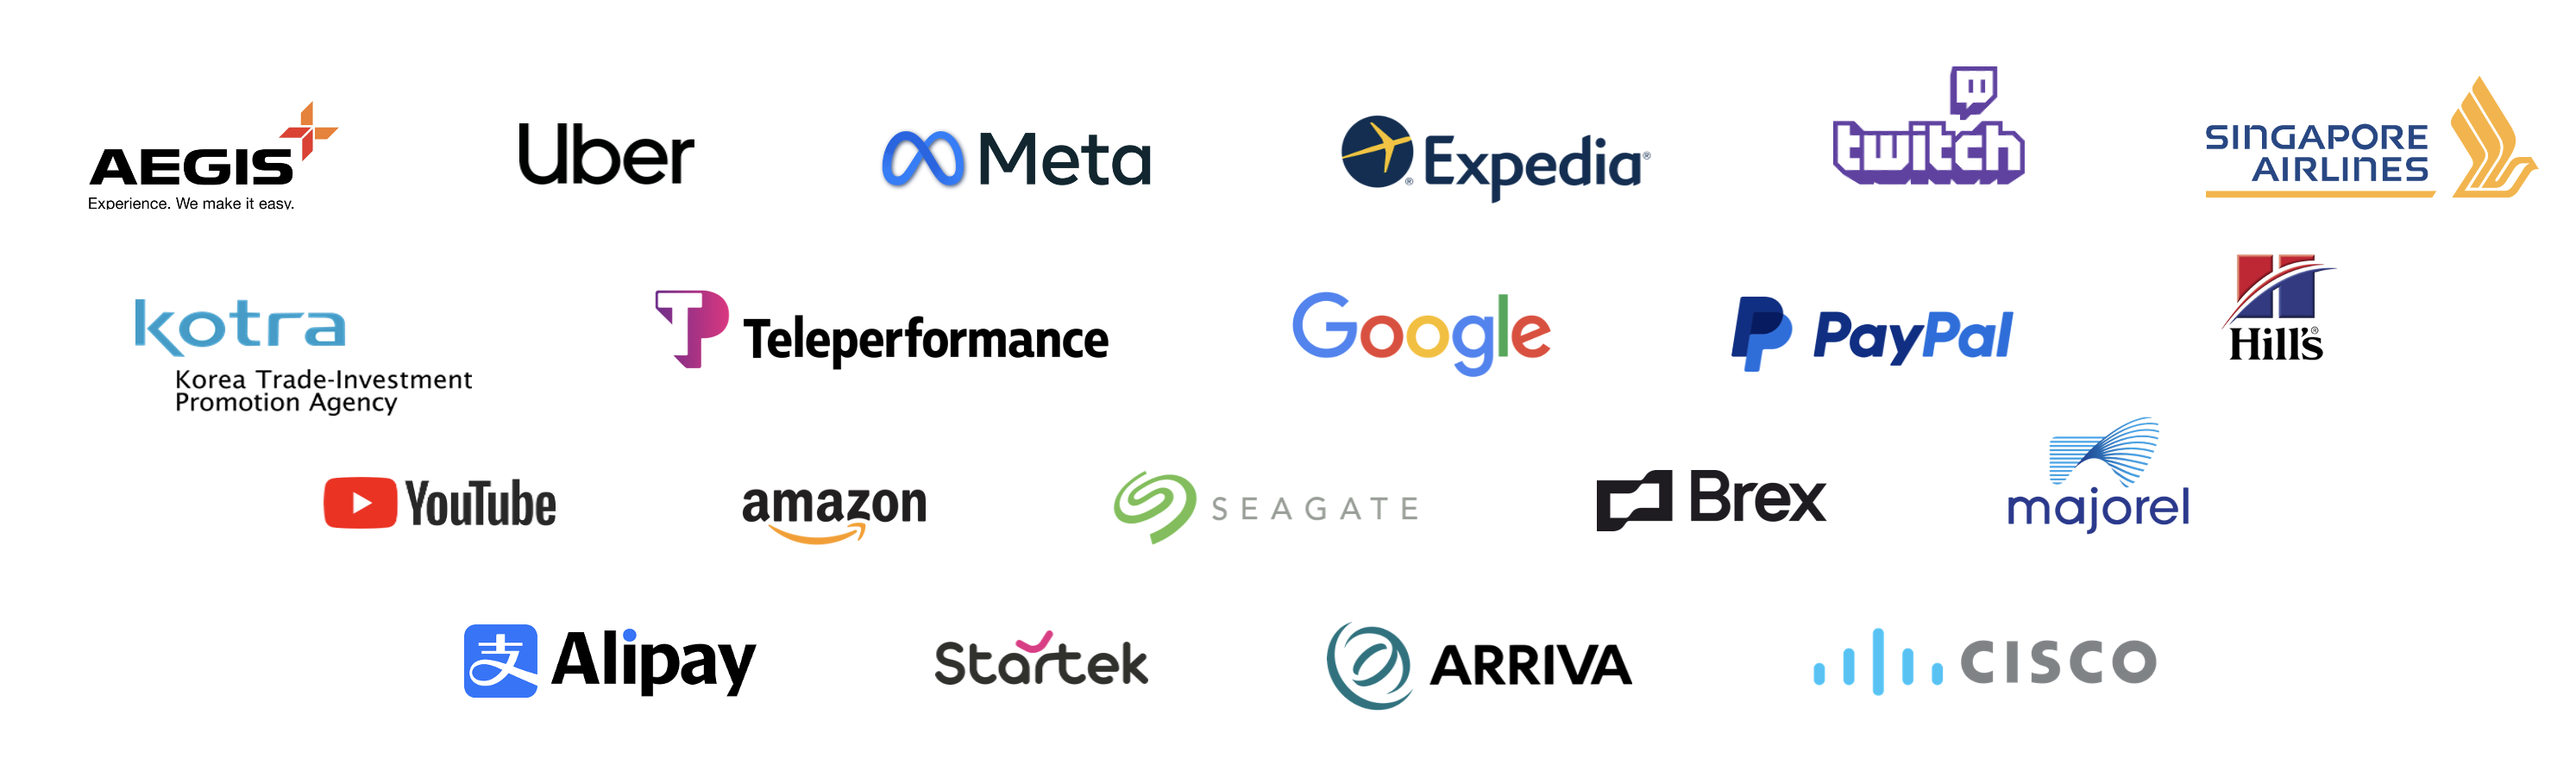 AEGIS
Experience. We make it easy.
Uber
Meta
Expedia®
twitch
SINGAPORE
AIRLINES
kotra
Korea Trade-Investment
Promotion Agency
Teleperformance
Google
PayPal
Hill's®
YouTube
amazon
SEAGATE
Brex
majorel
支 Alipay
Startek
ARRIVA
CISCO